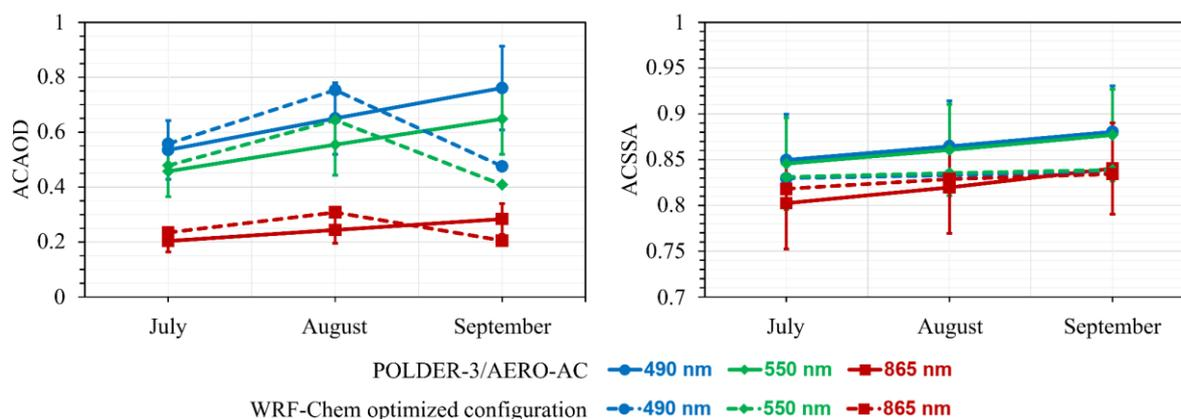 1
0.8
0.6
0.4
0.2
0
ACAOD
July August September
1
0.95
0.9
0.85
0.8
0.75
0.7
ACSSA
July August September
POLDER-3/AERO-AC 490 nm 550 nm 865 nm
WRF-Chem optimized configuration 490 nm 550 nm 865 nm